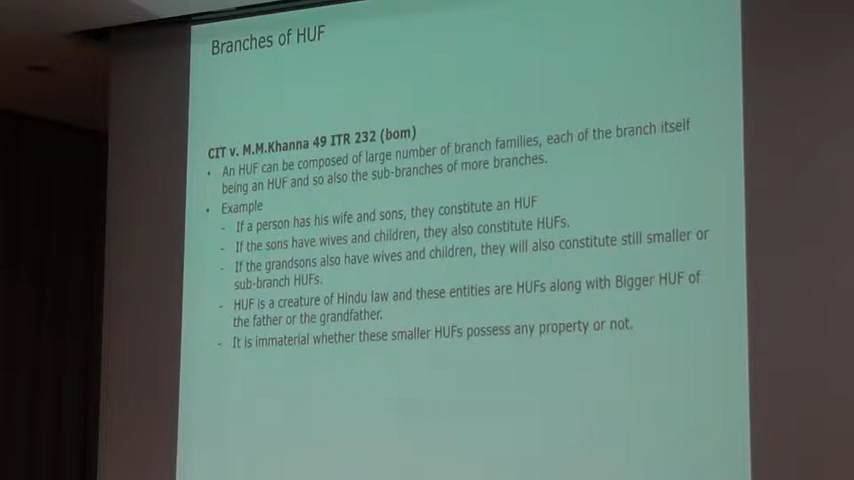 Branches of HUF
CIT v. M.M.Khanna 49 ITR 232 (bom)
• An HUF can be composed of large number of branch families, each of the branch itself
being an HUF and so also the sub-branches of more branches.
• Example
- If a person has his wife and sons, they constitute an HUF
- If the sons have wives and children, they also constitute HUFs.
- If the grandsons also have wives and children, they will also constitute still smaller or
sub-branch HUFs.
- HUF is a creature of Hindu law and these entities are HUFs along with Bigger HUF of
the father or the grandfather.
- It is immaterial whether these smaller HUFs possess any property or not.